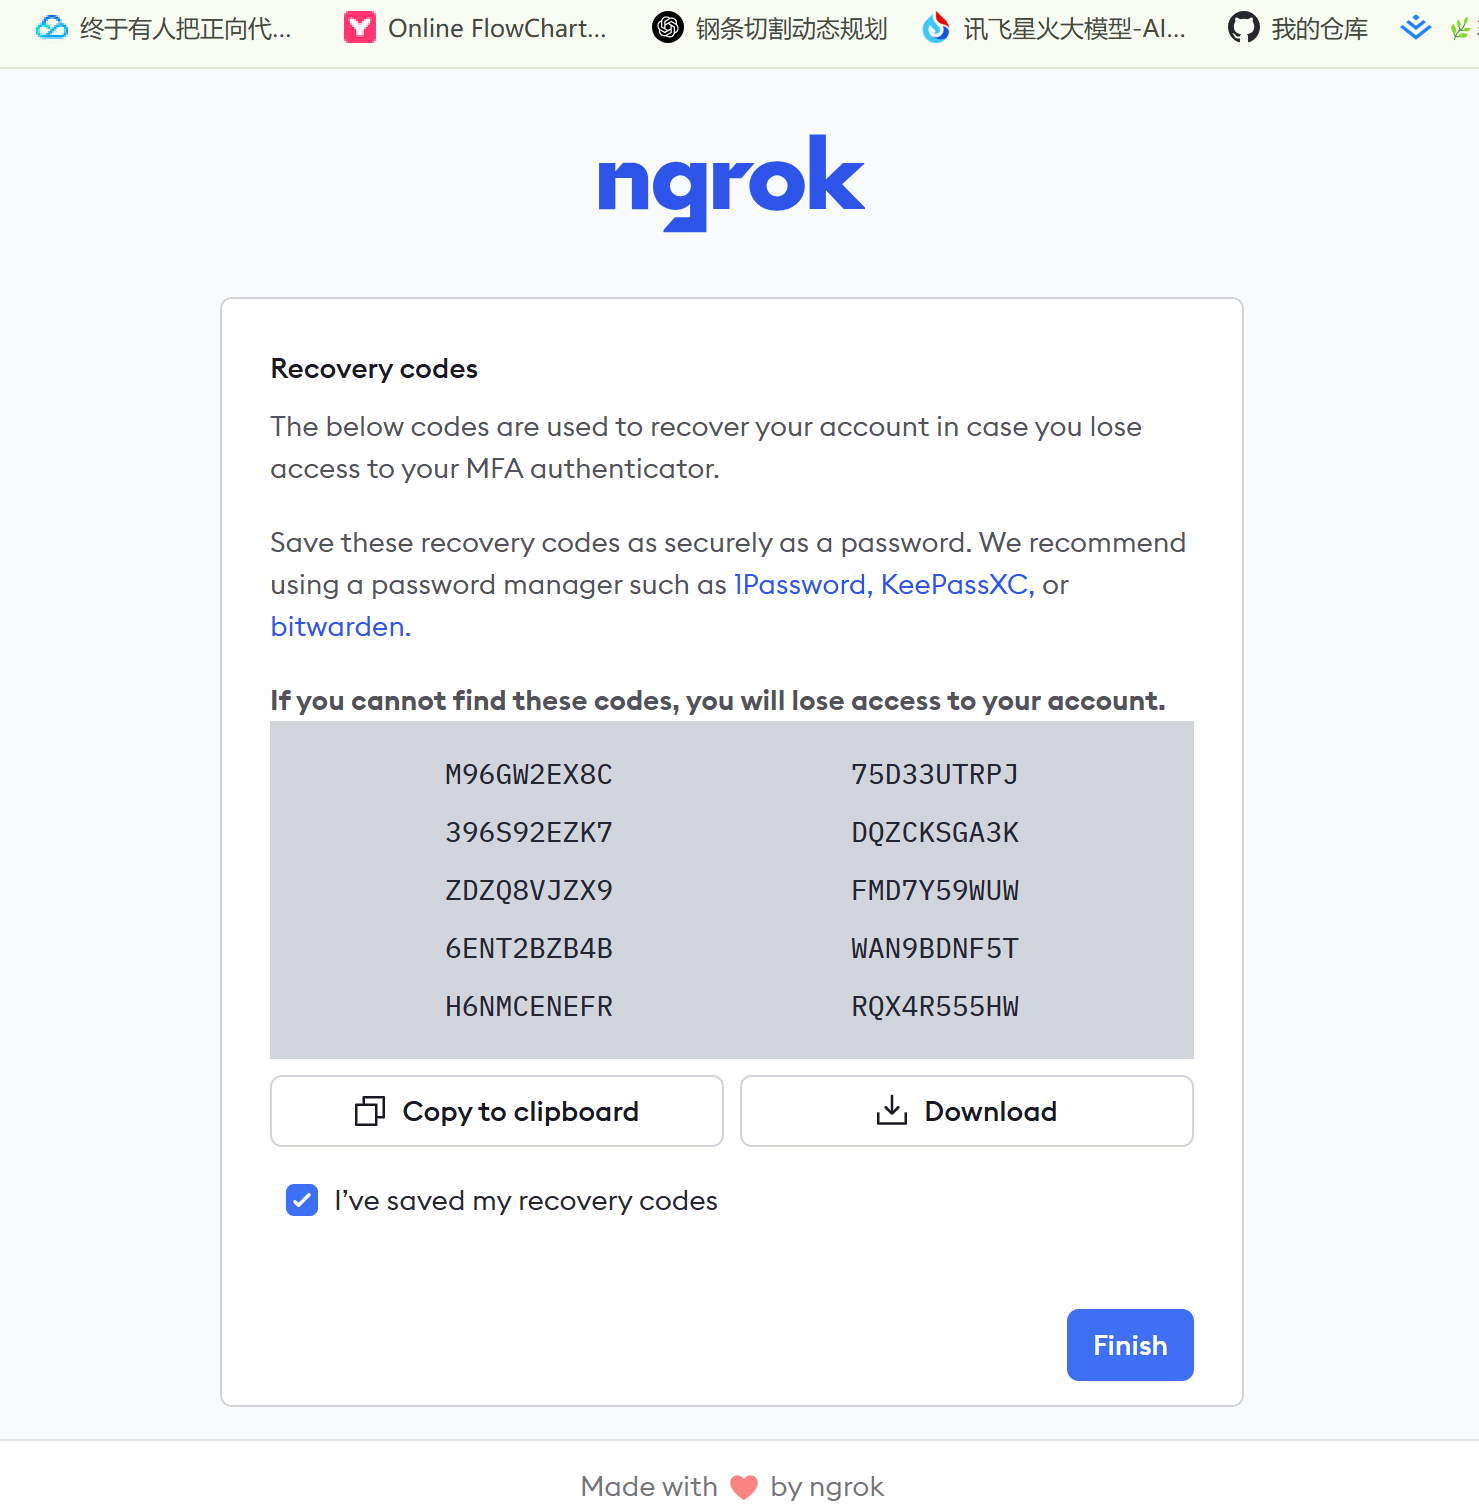 终于有人把正向代... Online FlowChart... 钢条切割动态规划 讯飞星火大模型-AI... 我的仓库
ngrok
Recovery codes
The below codes are used to recover your account in case you lose
access to your MFA authenticator.
Save these recovery codes as securely as a password. We recommend
using a password manager such as 1Password, KeePassXC, or
bitwarden.
If you cannot find these codes, you will lose access to your account.
M96GW2EX8C 75D33UTRPJ
396S92EZK7 DQZCKSGA3K
ZDZQ8VJZX9 FMD7Y59WUW
6ENT2BZB4B WAN9BDNF5T
H6NMCENEFR RQX4R555HW
Copy to clipboard Download
I’ve saved my recovery codes
Finish
Made with ❤ by ngrok